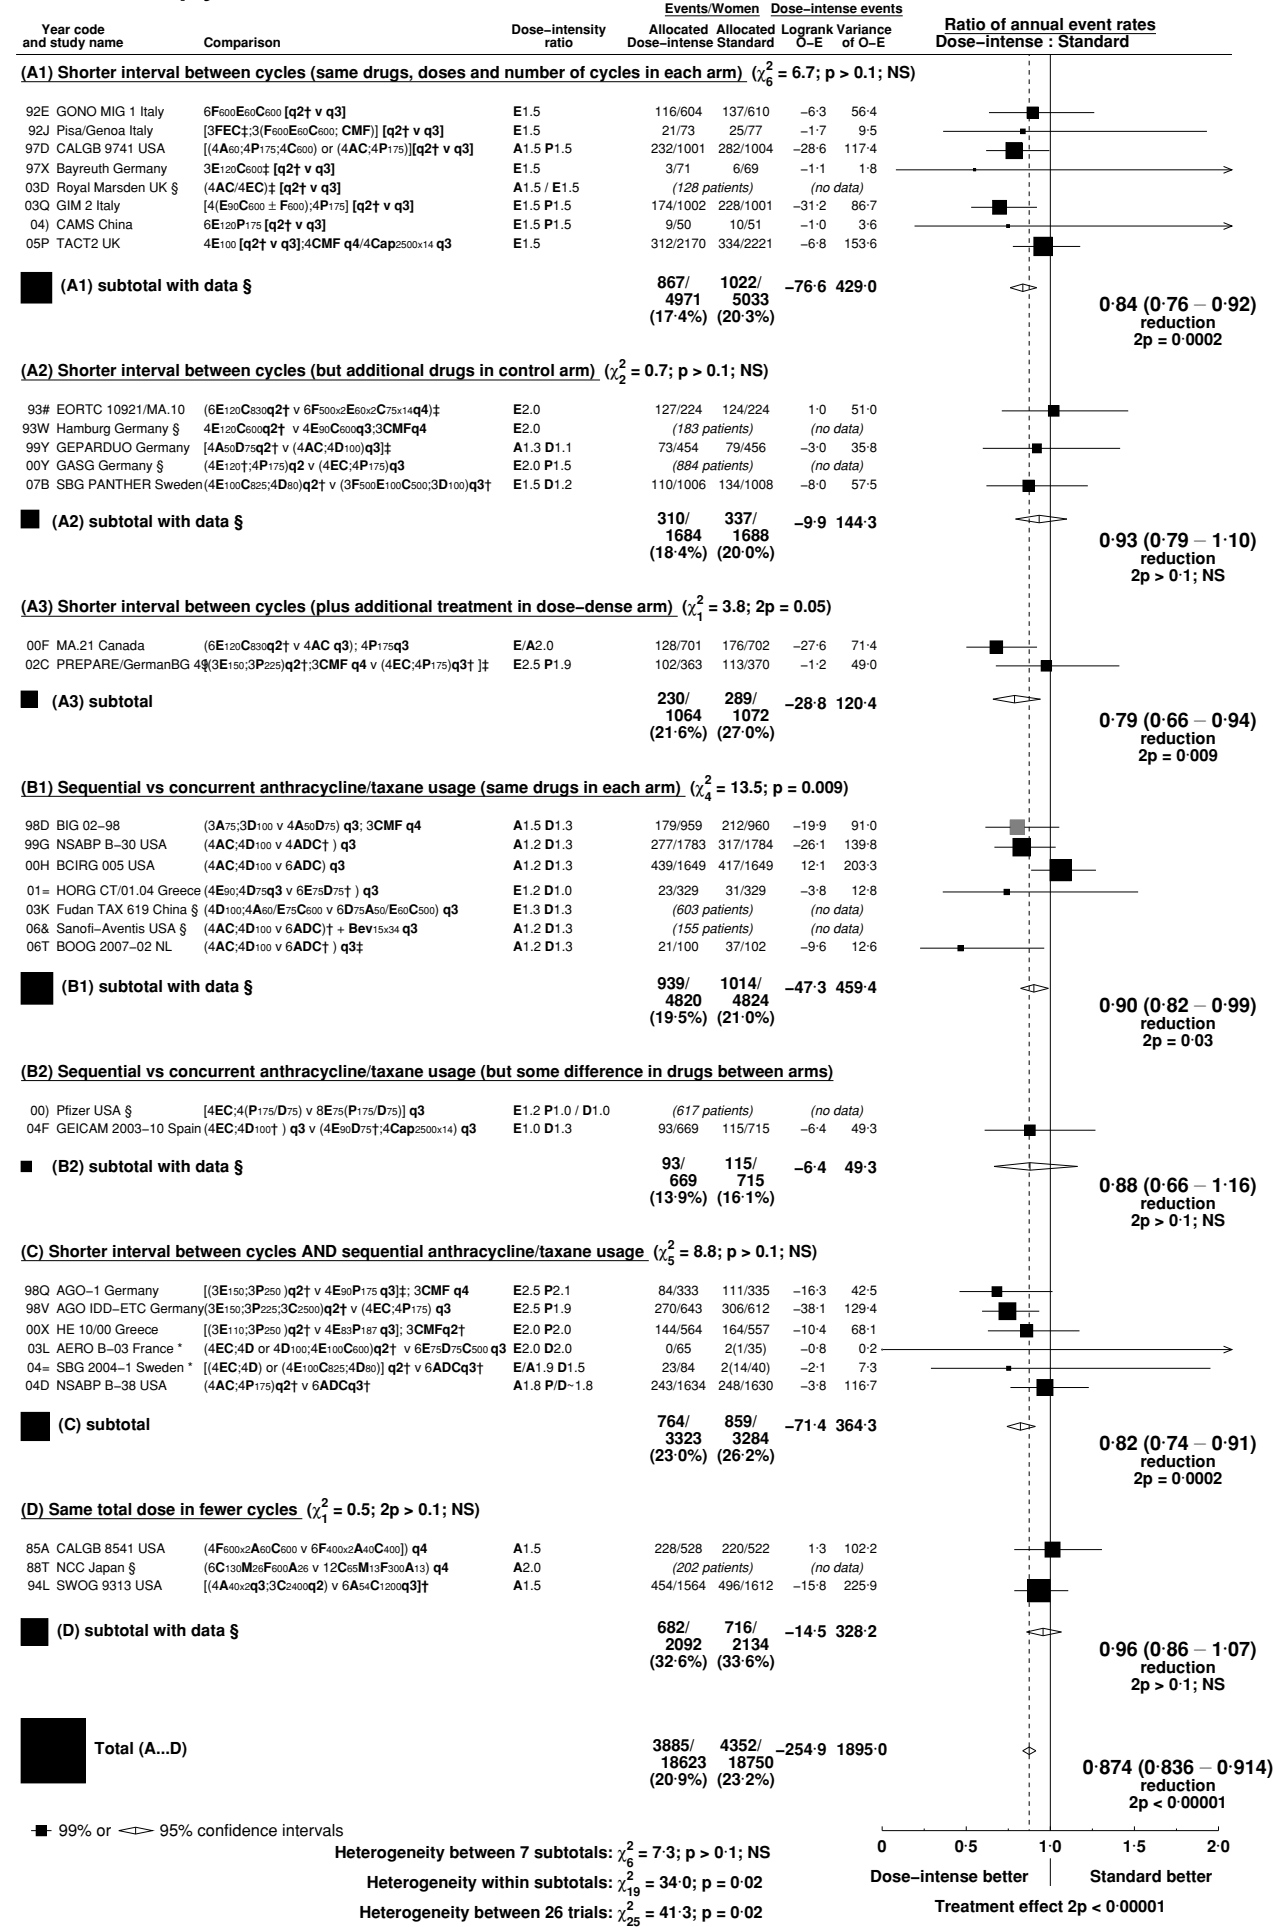 Events/Women Dose–intense events
Year code Dose–intensity Allocated Allocated Logrank Variance Ratio of annual event rates
and study name Comparison ratio Dose–intense Standard O–E of O–E Dose–intense : Standard
(A1) Shorter interval between cycles (same drugs, doses and number of cycles in each arm) (χ²₆ = 6.7; p > 0.1; NS)
92E GONO MIG 1 Italy 6F600E60C600 [q2† v q3] E1.5 116/604 137/610 –6·3 56·4
92J Pisa/Genoa Italy [3FEC‡;3(F600E60C600; CMF)] [q2† v q3] E1.5 21/73 25/77 –1·7 9·5
97D CALGB 9741 USA [(4A60;4P175;4C600) or (4AC;4P175)][q2† v q3] A1.5 P1.5 232/1001 282/1004 –28·6 117·4
97X Bayreuth Germany 3E120C600‡ [q2† v q3] E1.5 3/71 6/69 –1·1 1·8
03D Royal Marsden UK § (4AC/4EC)‡ [q2† v q3] A1.5 / E1.5 (128 patients) (no data)
03Q GIM 2 Italy [4(E90C600 ± F600);4P175] [q2† v q3] E1.5 P1.5 174/1002 228/1001 –31·2 86·7
04) CAMS China 6E120P175 [q2† v q3] E1.5 P1.5 9/50 10/51 –1·0 3·6
05P TACT2 UK 4E100 [q2† v q3];4CMF q4/4Cap2500x14 q3 E1.5 312/2170 334/2221 –6·8 153·6
(A1) subtotal with data § 867/ 1022/ –76·6 429·0
4971 5033
(17·4%) (20·3%)
0·84 (0·76 – 0·92)
reduction
2p = 0·0002
(A2) Shorter interval between cycles (but additional drugs in control arm) (χ²₂ = 0.7; p > 0.1; NS)
93# EORTC 10921/MA.10 (6E120C830q2† v 6F500x2E60x2C75x14q4)‡ E2.0 127/224 124/224 1·0 51·0
93W Hamburg Germany § 4E120C600q2† v 4E90C600q3;3CMFq4 E2.0 (183 patients) (no data)
99Y GEPARDUO Germany [4A50D75q2† v (4AC;4D100)q3]‡ A1.3 D1.1 73/454 79/456 –3·0 35·8
00Y GASG Germany § (4E120†;4P175)q2 v (4EC;4P175)q3 E2.0 P1.5 (884 patients) (no data)
07B SBG PANTHER Sweden (4E100C825;4D80)q2† v (3F500E100C500;3D100)q3† E1.5 D1.2 110/1006 134/1008 –8·0 57·5
(A2) subtotal with data § 310/ 337/ –9·9 144·3
1684 1688
(18·4%) (20·0%)
0·93 (0·79 – 1·10)
reduction
2p > 0·1; NS
(A3) Shorter interval between cycles (plus additional treatment in dose–dense arm) (χ²₁ = 3.8; 2p = 0.05)
00F MA.21 Canada (6E120C830q2† v 4AC q3); 4P175q3 E/A2.0 128/701 176/702 –27·6 71·4
02C PREPARE/GermanBG 49 [(3E150;3P225)q2†;3CMF q4 v (4EC;4P175)q3† ]‡ E2.5 P1.9 102/363 113/370 –1·2 49·0
(A3) subtotal 230/ 289/ –28·8 120·4
1064 1072
(21·6%) (27·0%)
0·79 (0·66 – 0·94)
reduction
2p = 0·009
(B1) Sequential vs concurrent anthracycline/taxane usage (same drugs in each arm) (χ²₄ = 13.5; p = 0.009)
98D BIG 02–98 (3A75;3D100 v 4A50D75) q3; 3CMF q4 A1.5 D1.3 179/959 212/960 –19·9 91·0
99G NSABP B–30 USA (4AC;4D100 v 4ADC† ) q3 A1.2 D1.3 277/1783 317/1784 –26·1 139·8
00H BCIRG 005 USA (4AC;4D100 v 6ADC) q3 A1.2 D1.3 439/1649 417/1649 12·1 203·3
01= HORG CT/01.04 Greece (4E90;4D75q3 v 6E75D75† ) q3 E1.2 D1.0 23/329 31/329 –3·8 12·8
03K Fudan TAX 619 China § (4D100;4A60/E75C600 v 6D75A50/E60C500) q3 E1.3 D1.3 (603 patients) (no data)
06& Sanofi–Aventis USA § (4AC;4D100 v 6ADC)† + Bev15x34 q3 A1.2 D1.3 (155 patients) (no data)
06T BOOG 2007–02 NL (4AC;4D100 v 6ADC† ) q3‡ A1.2 D1.3 21/100 37/102 –9·6 12·6
(B1) subtotal with data § 939/ 1014/ –47·3 459·4
4820 4824
(19·5%) (21·0%)
0·90 (0·82 – 0·99)
reduction
2p = 0·03
(B2) Sequential vs concurrent anthracycline/taxane usage (but some difference in drugs between arms)
00) Pfizer USA § [4EC;4(P175/D75) v 8E75(P175/D75)] q3 E1.2 P1.0 / D1.0 (617 patients) (no data)
04F GEICAM 2003–10 Spain (4EC;4D100† ) q3 v (4E90D75†;4Cap2500x14) q3 E1.0 D1.3 93/669 115/715 –6·4 49·3
(B2) subtotal with data § 93/ 115/ –6·4 49·3
669 715
(13·9%) (16·1%)
0·88 (0·66 – 1·16)
reduction
2p > 0·1; NS
(C) Shorter interval between cycles AND sequential anthracycline/taxane usage (χ²₅ = 8.8; p > 0.1; NS)
98Q AGO–1 Germany [(3E150;3P250 )q2† v 4E90P175 q3]‡; 3CMF q4 E2.5 P2.1 84/333 111/335 –16·3 42·5
98V AGO IDD–ETC Germany (3E150;3P225;3C2500)q2† v (4EC;4P175) q3 E2.5 P1.9 270/643 306/612 –38·1 129·4
00X HE 10/00 Greece [(3E110;3P250 )q2† v 4E83P187 q3]; 3CMFq2† E2.0 P2.0 144/564 164/557 –10·4 68·1
03L AERO B–03 France * (4EC;4D or 4D100;4E100C600)q2† v 6E75D75C500 q3 E2.0 D2.0 0/65 2(1/35) –0·8 0·2
04= SBG 2004–1 Sweden * [(4EC;4D) or (4E100C825;4D80)] q2† v 6ADCq3† E/A1.9 D1.5 23/84 2(14/40) –2·1 7·3
04D NSABP B–38 USA (4AC;4P175)q2† v 6ADCq3† A1.8 P/D~1.8 243/1634 248/1630 –3·8 116·7
(C) subtotal 764/ 859/ –71·4 364·3
3323 3284
(23·0%) (26·2%)
0·82 (0·74 – 0·91)
reduction
2p = 0·0002
(D) Same total dose in fewer cycles (χ²₁ = 0.5; 2p > 0.1; NS)
85A CALGB 8541 USA (4F600x2A60C600 v 6F400x2A40C400]) q4 A1.5 228/528 220/522 1·3 102·2
88T NCC Japan § (6C130M26F600A26 v 12C65M13F300A13) q4 A2.0 (202 patients) (no data)
94L SWOG 9313 USA [(4A40x2q3;3C2400q2) v 6A54C1200q3]† A1.5 454/1564 496/1612 –15·8 225·9
(D) subtotal with data § 682/ 716/ –14·5 328·2
2092 2134
(32·6%) (33·6%)
0·96 (0·86 – 1·07)
reduction
2p > 0·1; NS
Total (A...D) 3885/ 4352/ –254·9 1895·0
18623 18750
(20·9%) (23·2%)
0·874 (0·836 – 0·914)
reduction
2p < 0·00001
99% or 95% confidence intervals
0 0·5 1·0 1·5 2·0
Heterogeneity between 7 subtotals: χ²₆ = 7·3; p > 0·1; NS
Dose–intense better Standard better
Heterogeneity within subtotals: χ²₁₉ = 34·0; p = 0·02
Treatment effect 2p < 0·00001
Heterogeneity between 26 trials: χ²₂₅ = 41·3; p = 0·02